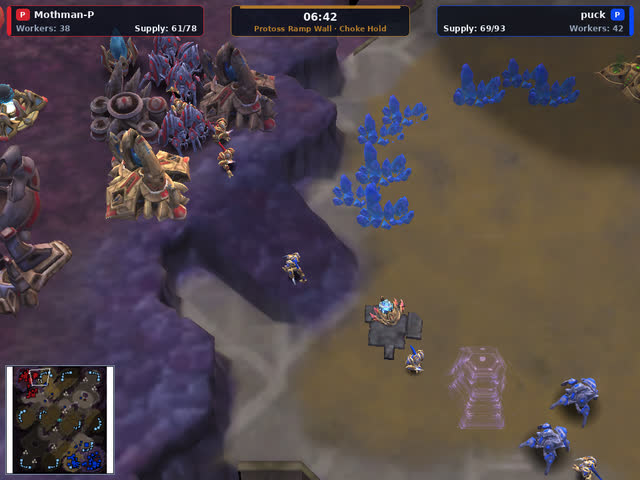 P Mothman-P
Workers: 38 Supply: 61/78
06:42
Protoss Ramp Wall · Choke Hold
puck P
Supply: 69/93 Workers: 42